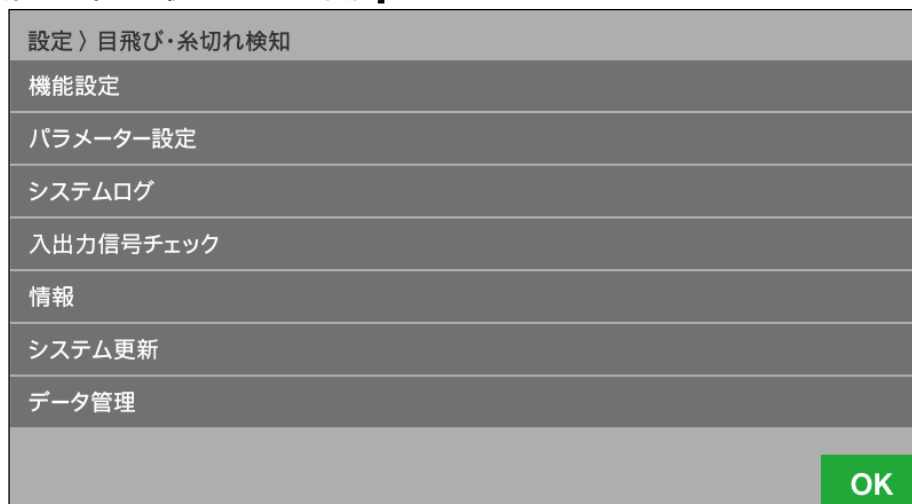 設定〉目飛び・糸切れ検知
機能設定
パラメーター設定
システムログ
入出力信号チェック
情報
システム更新
データ管理
OK